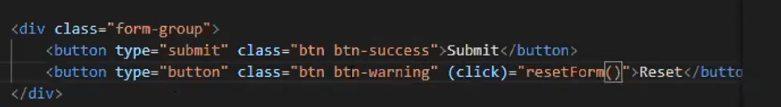 <div class="form-group">
<button type="submit" class="btn btn-success">Submit</button>
<button type="button" class="btn btn-warning" (click)="resetForm()">Reset</butto
</div>